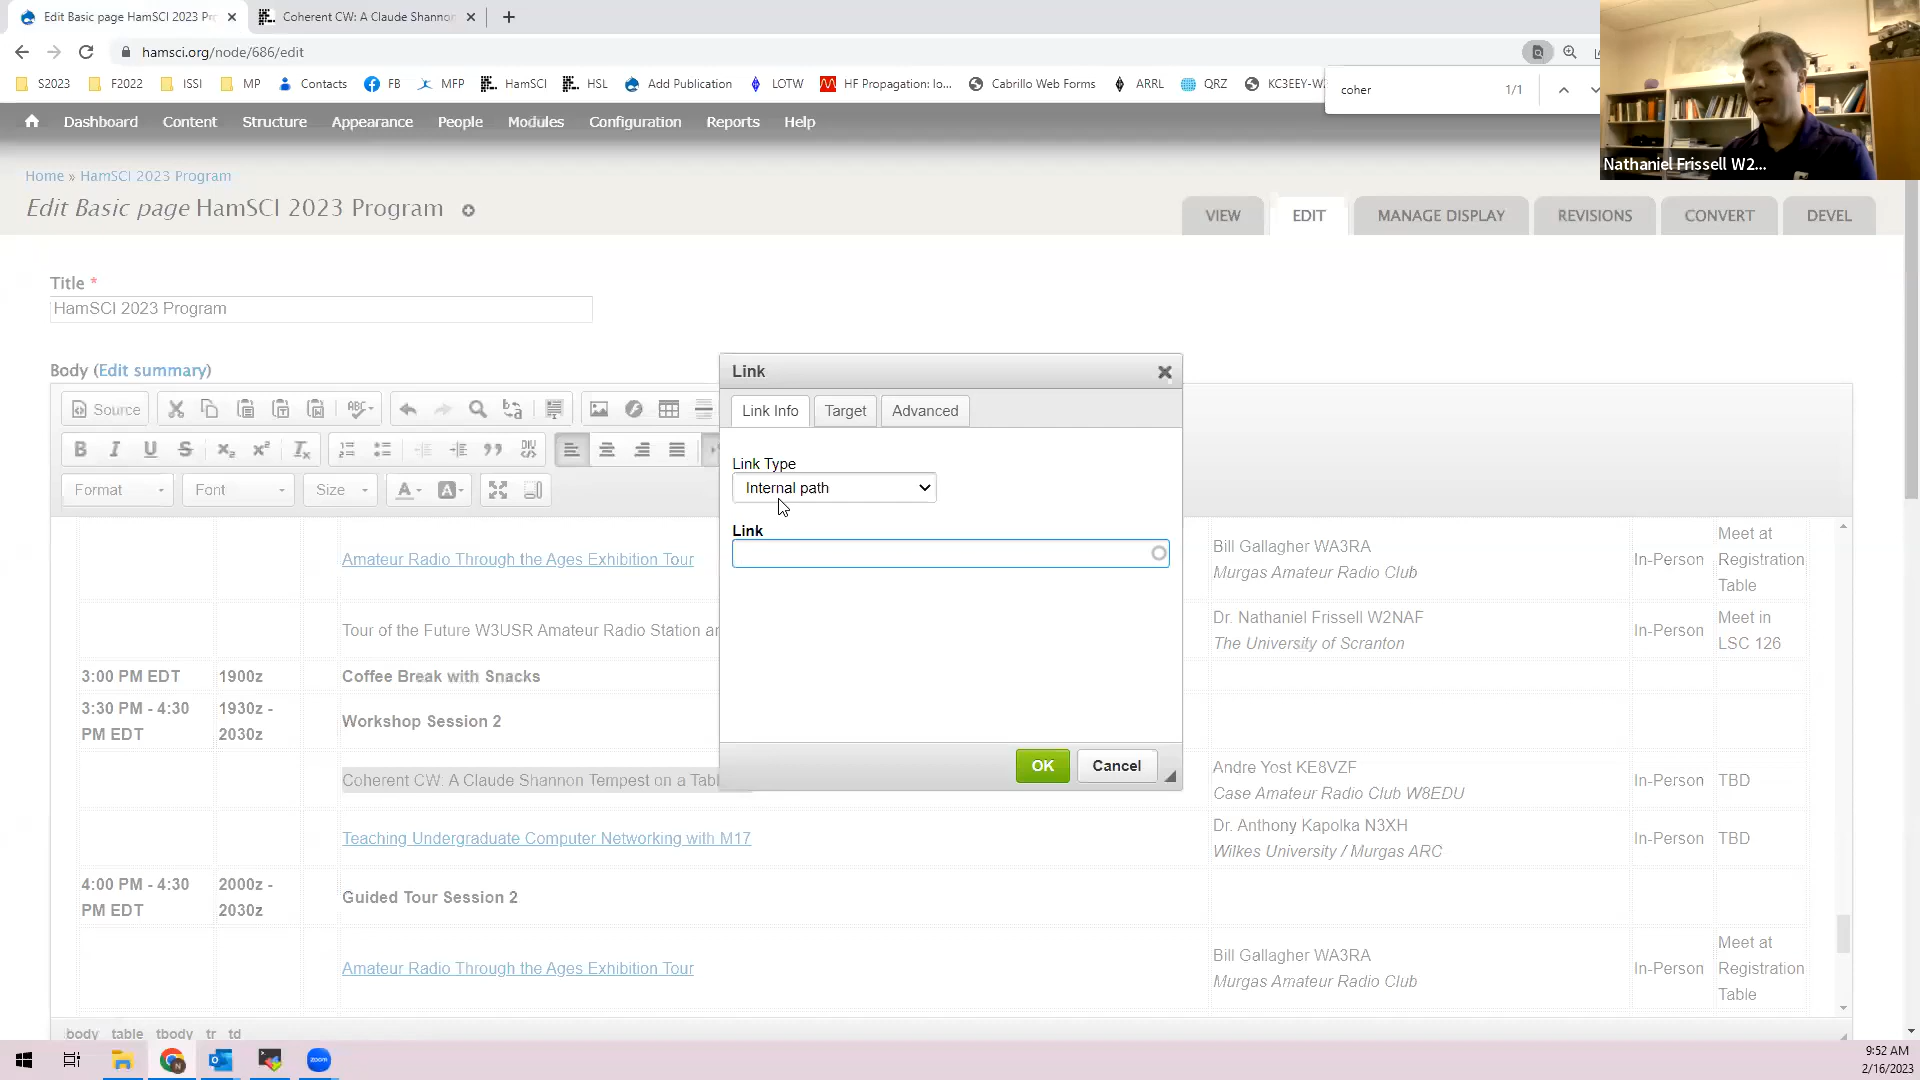 Edit Basic page HamSCI 2023 Pr
Coherent CW: A Claude Shannon
hamsci.org/node/686/edit
S2023
F2022
ISSI
MP
Contacts
FB
MFP
HamSCI
HSL
Add Publication
LOTW
HF Propagation: lo...
Cabrillo Web Forms
ARRL
QRZ
KC3EEY-W
coher
1/1
Nathaniel Frissell W2...
Dashboard
Content
Structure
Appearance
People
Modules
Configuration
Reports
Help
Home » HamSCI 2023 Program
Edit Basic page HamSCI 2023 Program
VIEW
EDIT
MANAGE DISPLAY
REVISIONS
CONVERT
DEVEL
Title *
HamSCI 2023 Program
Body (Edit summary)
Source
Format
Font
Size
Link
Link Info
Target
Advanced
Link Type
Internal path
Link
OK
Cancel
Amateur Radio Through the Ages Exhibition Tour
Bill Gallagher WA3RA
Murgas Amateur Radio Club
In-Person
Meet at
Registration
Table
Tour of the Future W3USR Amateur Radio Station ar
Dr. Nathaniel Frissell W2NAF
The University of Scranton
In-Person
Meet in
LSC 126
3:00 PM EDT
1900z
Coffee Break with Snacks
3:30 PM - 4:30
PM EDT
1930z -
2030z
Workshop Session 2
Coherent CW: A Claude Shannon Tempest on a Tabl
Andre Yost KE8VZF
Case Amateur Radio Club W8EDU
In-Person
TBD
Teaching Undergraduate Computer Networking with M17
Dr. Anthony Kapolka N3XH
Wilkes University / Murgas ARC
In-Person
TBD
4:00 PM - 4:30
PM EDT
2000z -
2030z
Guided Tour Session 2
Amateur Radio Through the Ages Exhibition Tour
Bill Gallagher WA3RA
Murgas Amateur Radio Club
In-Person
Meet at
Registration
Table
body table tbody tr td
zoom
9:52 AM
2/16/2023